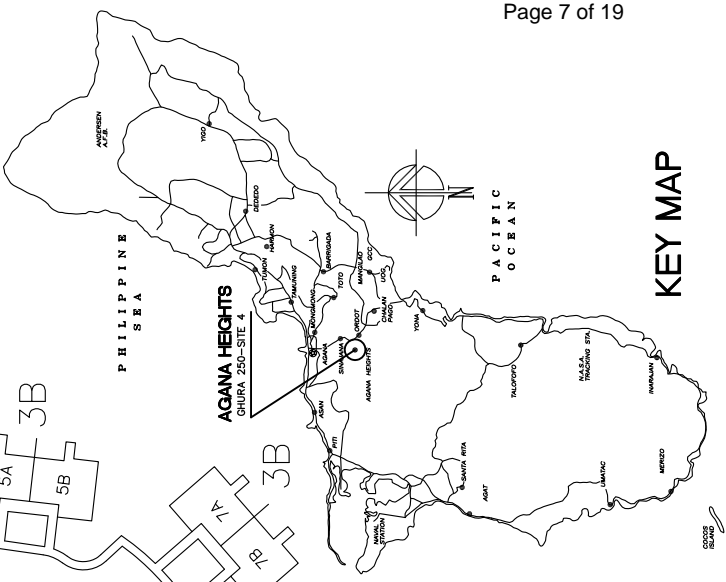 Page 7 of 19
5A
5B
3B
7A
7B
3B
PHILIPPINE
SEA
ANDERSEN
A.F.B.
YIGO
DEDEDO
HARMON
TUMON
TAMUNING
BARRIGADA
TOTO
MONGMONG
MANGILAO
GCC
UOG
AGANA HEIGHTS
GHURA 250-SITE 4
AGANA
SINAJANA
ORDOT
CHALAN
PAGO
AGANA HEIGHTS
YONA
ASAN
PITI
N
PACIFIC
OCEAN
KEY MAP
NAVAL
STATION
SANTA RITA
AGAT
TALOFOFO
N.A.S.A.
TRACKING STA.
INARAJAN
UMATAC
MERIZO
COCOS
ISLAND